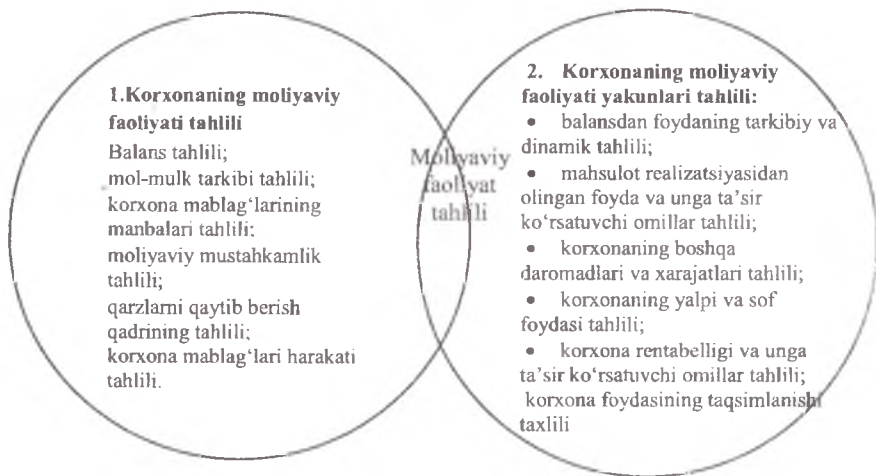 1.Korxonaning moliyaviy
faoliyati tahlili
Balans tahlili;
mol-mulk tarkibi tahlili;
korxona mablag‘larining
manbalari tahlili;
moliyaviy mustahkamlik
tahlili;
qarzlarni qaytib berish
qadrining tahlili;
korxona mablag‘lari harakati
tahlili.
Moliyaviy
faoliyat
tahlili
2. Korxonaning moliyaviy
faoliyati yakunlari tahlili:
• balansdan foydaning tarkibiy va
dinamik tahlili;
• mahsulot realizatsiyasidan
olingan foyda va unga ta’sir
ko‘rsatuvchi omillar tahlili;
• korxonaning boshqa
daromadlari va xarajatlari tahlili;
• korxonaning yalpi va sof
foydasi tahlili;
• korxona rentabelligi va unga
ta’sir ko‘rsatuvchi omillar tahlili;
korxona foydasining taqsimlanishi
taxlili